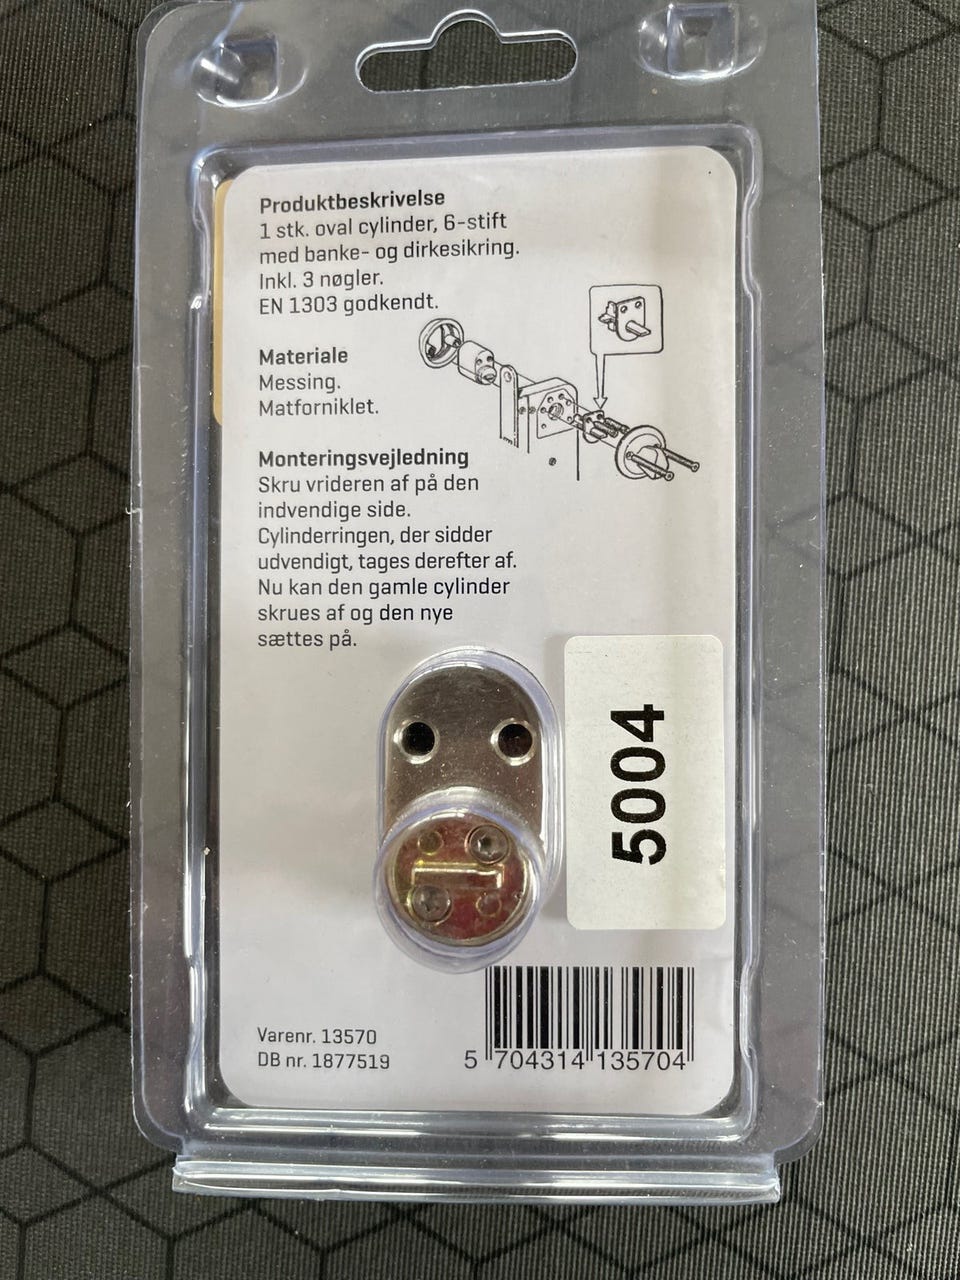 Produktbeskrivelse
1 stk. oval cylinder, 6-stift
med banke- og dirkesikring.
Inkl. 3 nøgler.
EN 1303 godkendt.
Materiale
Messing.
Matforniklet.
Monteringsvejledning
Skru vrideren af på den
indvendige side.
Cylinderringen, der sidder
udvendigt, tages derefter af.
Nu kan den gamle cylinder
skrues af og den nye
sættes på.
5004
Varenr. 13570
DB nr. 1877519
5 704314 135704